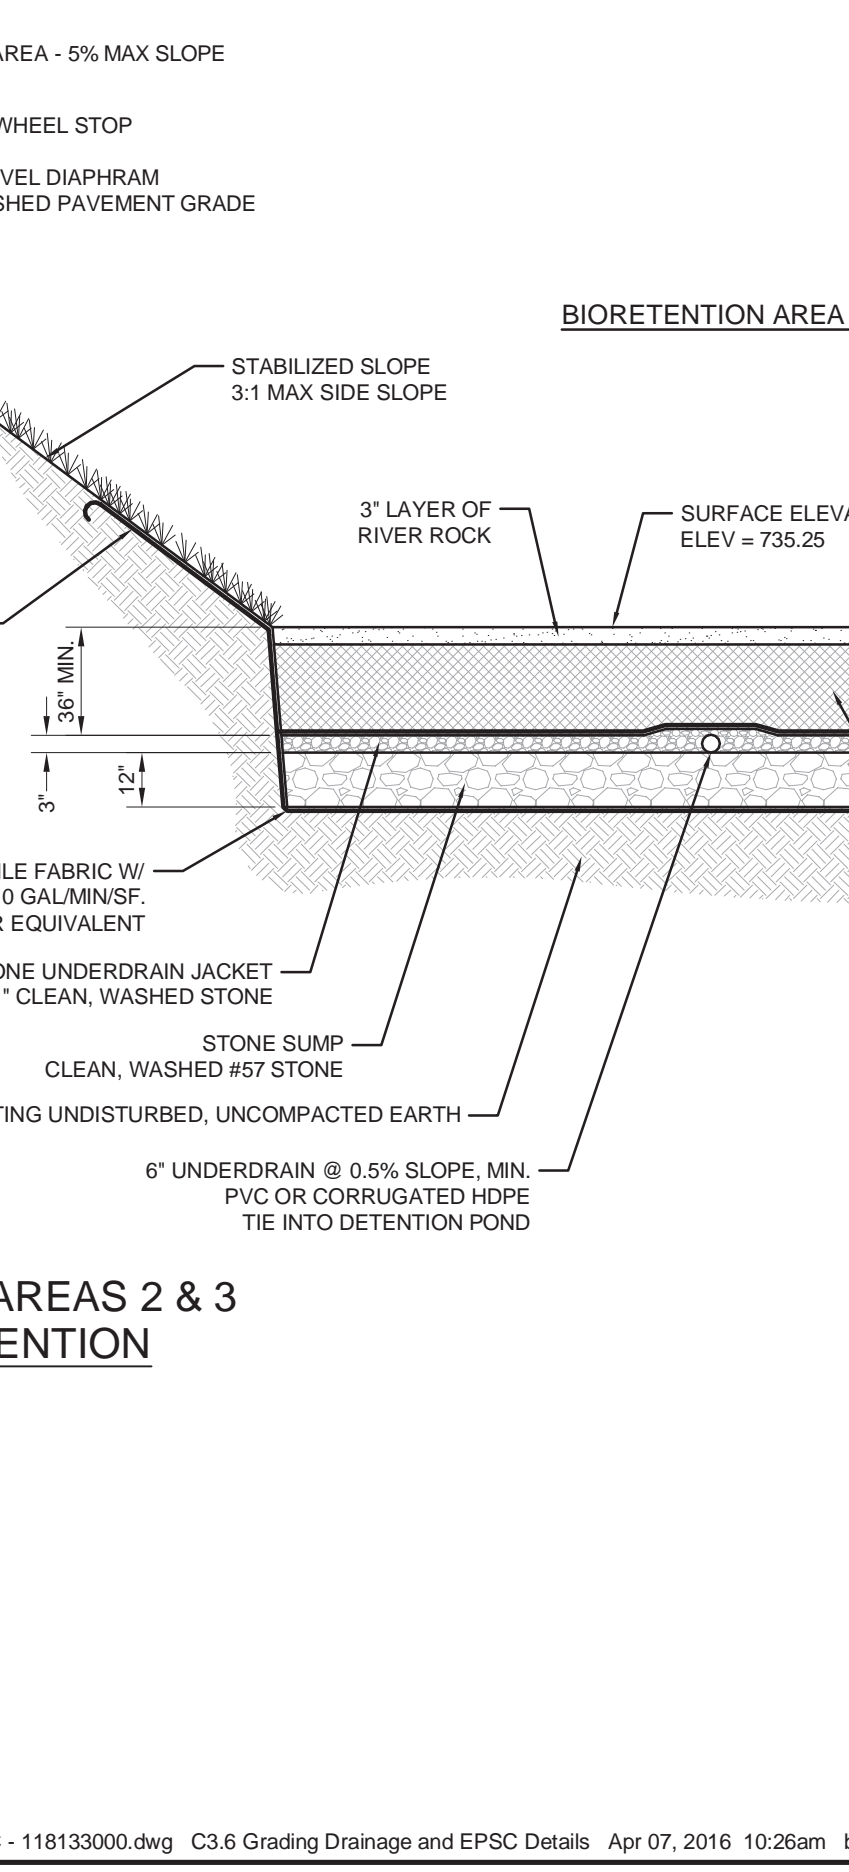 AREA - 5% MAX SLOPE
WHEEL STOP
VEL DIAPHRAM
SHED PAVEMENT GRADE
BIORETENTION AREA
STABILIZED SLOPE
3:1 MAX SIDE SLOPE
3" LAYER OF
RIVER ROCK
SURFACE ELEVA
ELEV = 735.25
36" MIN.
3"
12"
ILE FABRIC W/
0 GAL/MIN/SF.
R EQUIVALENT
ONE UNDERDRAIN JACKET
" CLEAN, WASHED STONE
STONE SUMP
CLEAN, WASHED #57 STONE
TING UNDISTURBED, UNCOMPACTED EARTH
6" UNDERDRAIN @ 0.5% SLOPE, MIN.
PVC OR CORRUGATED HDPE
TIE INTO DETENTION POND
AREAS 2 & 3
ENTION
- 118133000.dwg C3.6 Grading Drainage and EPSC Details Apr 07, 2016 10:26am b